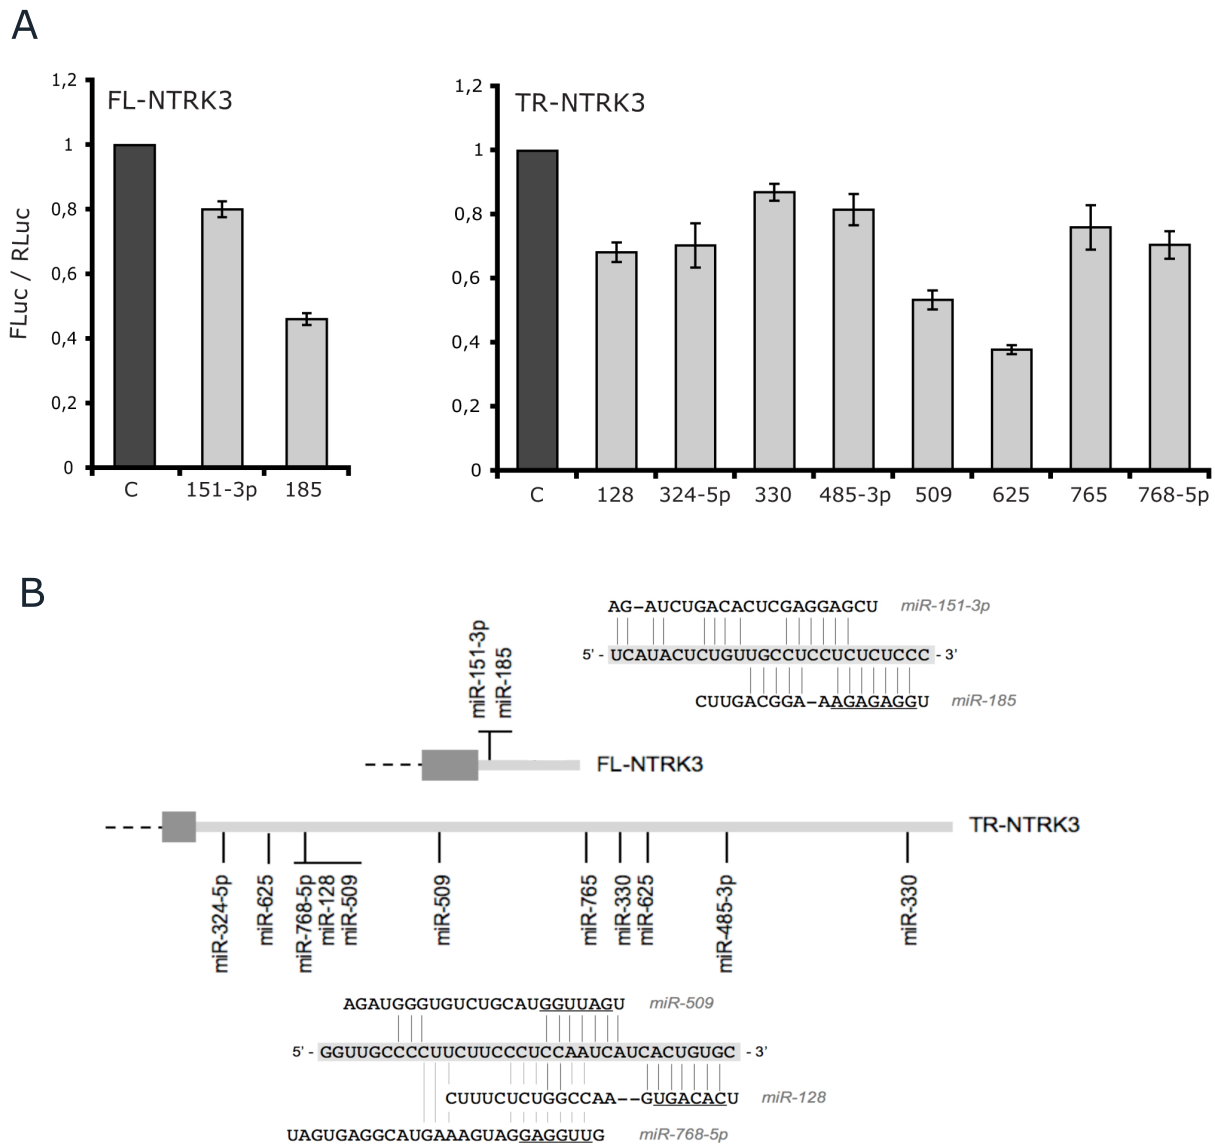 A
FL-NTRK3
TR-NTRK3
FLuc / RLuc
1,2
1
0,8
0,6
0,4
0,2
0
C 151-3p 185
1,2
1
0,8
0,6
0,4
0,2
0
C 128 324-5p 330 485-3p 509 625 765 768-5p
B
AG-AUCUGACACUCGAGGAGCU miR-151-3p
5' - UCAUACUCUGUUGCCUCCUCUCUCCC - 3'
CUUGACGGA-AAGAGAGGU miR-185
miR-151-3p
miR-185
FL-NTRK3
TR-NTRK3
miR-324-5p
miR-625
miR-768-5p
miR-128
miR-509
miR-509
miR-765
miR-330
miR-625
miR-485-3p
miR-330
AGAUGGGUGUCUGCAUGGUUAGU miR-509
5' - GGUUGCCCCUUCUUCCCUCCAAUCAUCACUGUGC - 3'
CUUUCUCUGGCCAA--GUGACACU miR-128
UAGUGAGGCAUGAAAGUAGGAGGUUG miR-768-5p